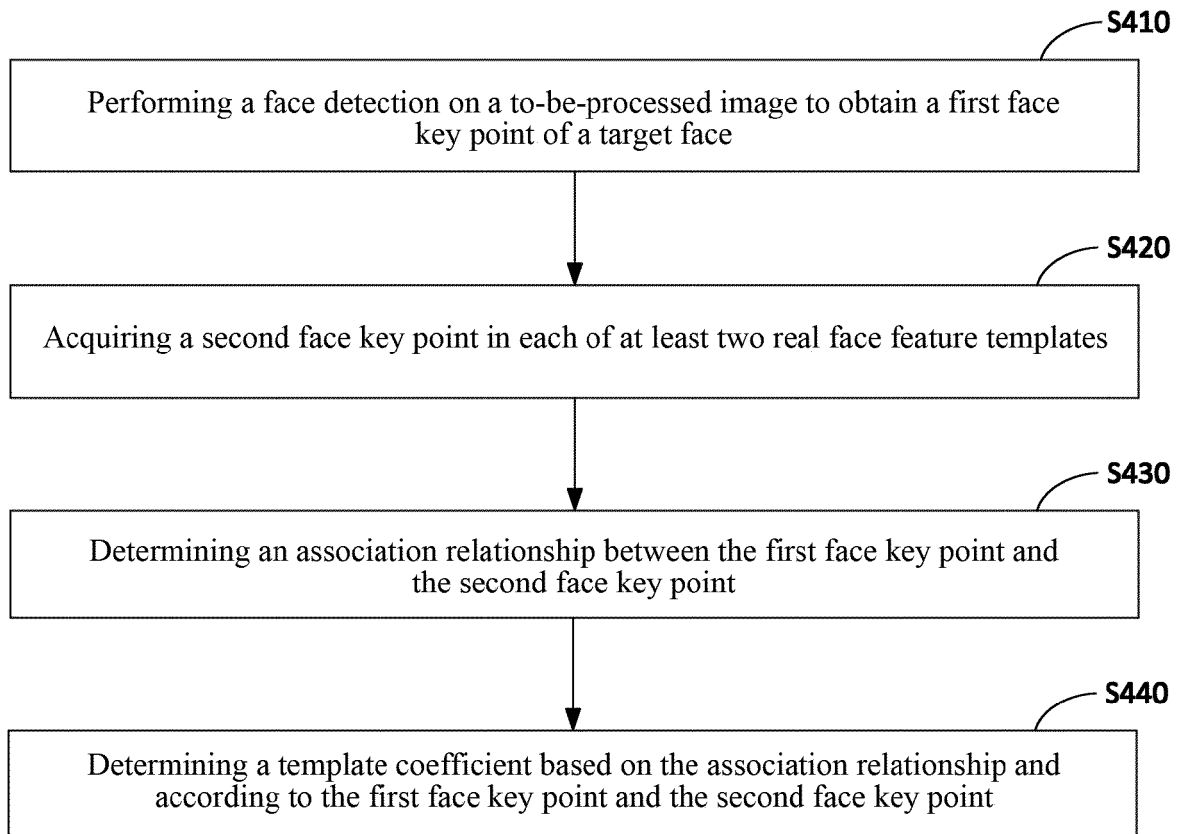 S410
Performing a face detection on a to-be-processed image to obtain a first face
key point of a target face
S420
Acquiring a second face key point in each of at least two real face feature templates
S430
Determining an association relationship between the first face key point and
the second face key point
S440
Determining a template coefficient based on the association relationship and
according to the first face key point and the second face key point